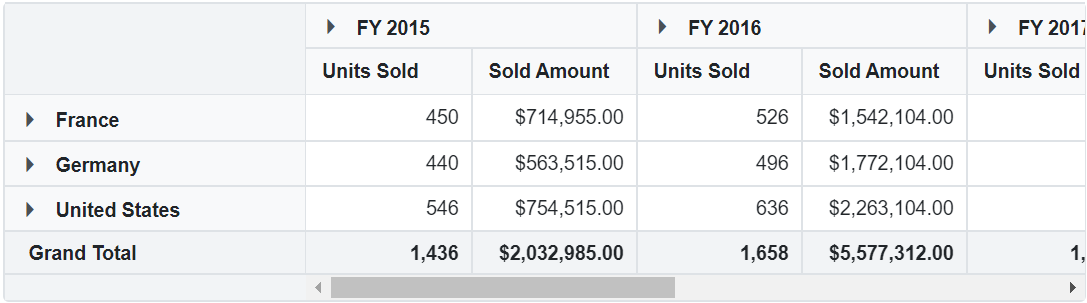 FY 2015 FY 2016 FY 2017
Units Sold Sold Amount Units Sold Sold Amount Units Sold
France 450 $714,955.00 526 $1,542,104.00
Germany 440 $563,515.00 496 $1,772,104.00
United States 546 $754,515.00 636 $2,263,104.00
Grand Total 1,436 $2,032,985.00 1,658 $5,577,312.00 1,